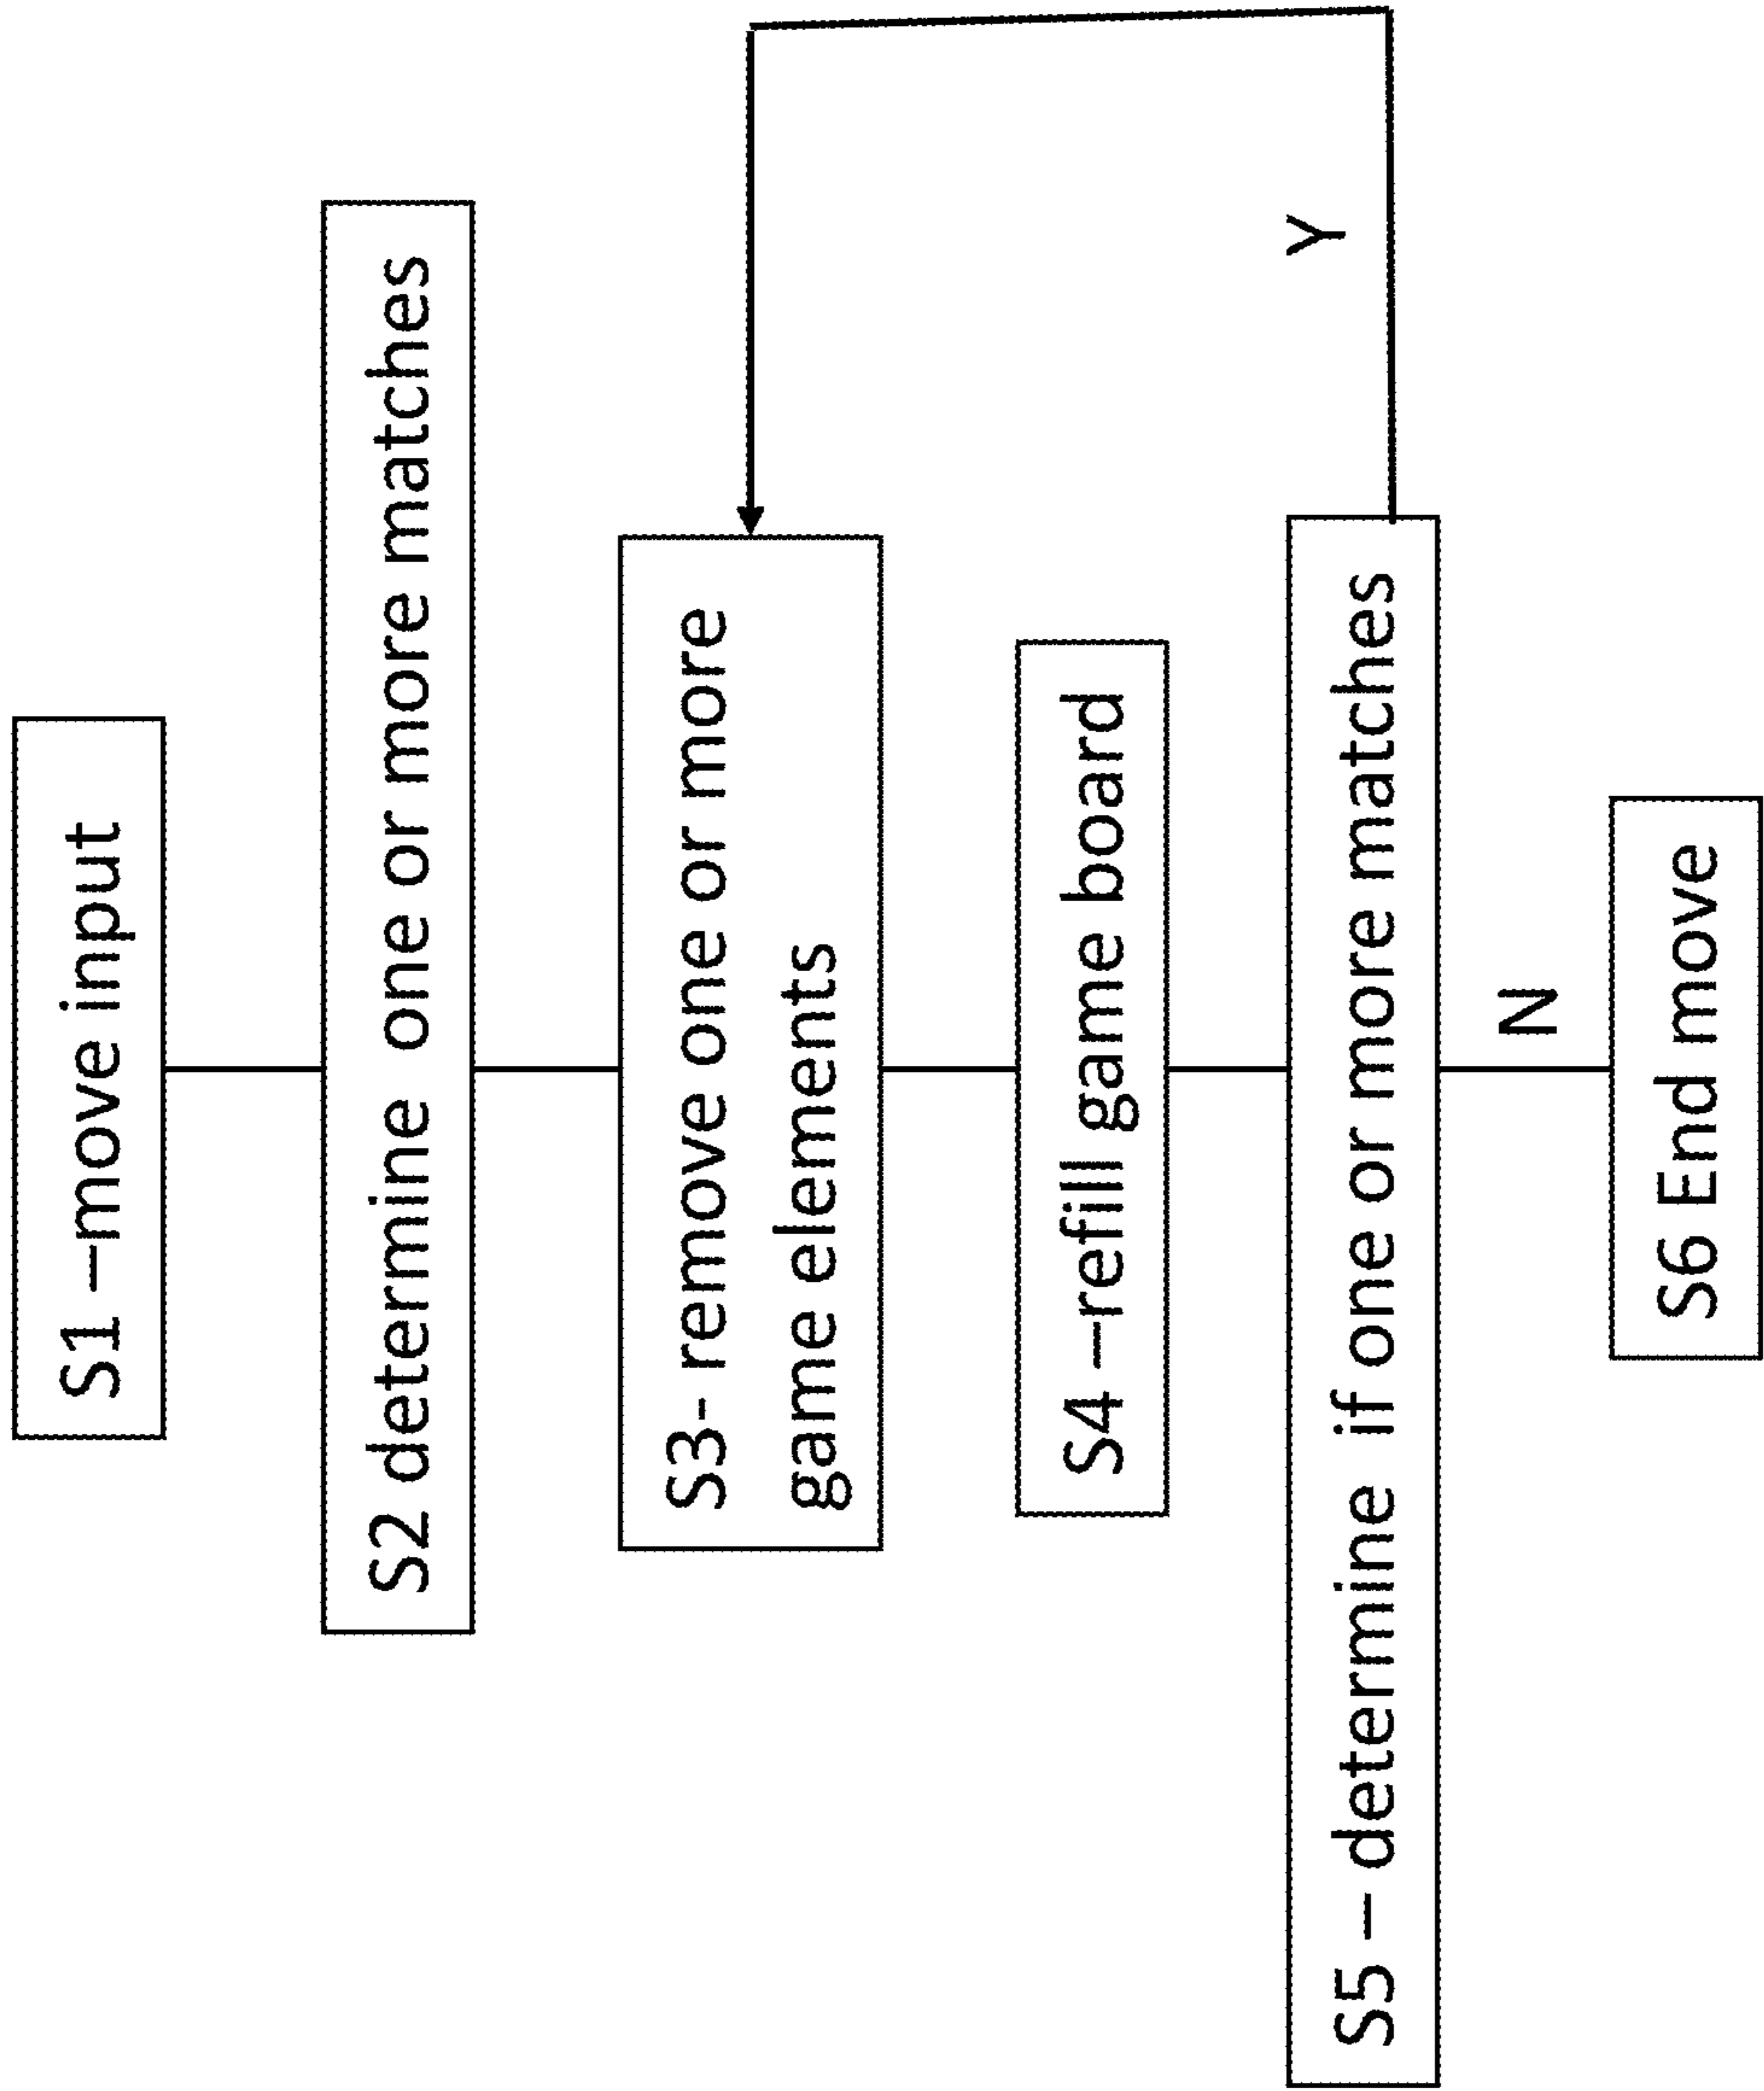 S1 –move input
S2 determine one or more matches
S3- remove one or more
game elements
S4 –refill game board
S5 – determine if one or more matches
Y
N
S6 End move